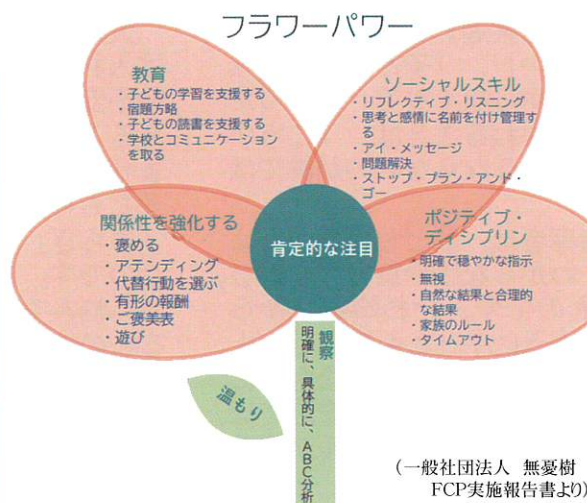 フラワーパワー
教育
・子どもの学習を支援する
・宿題方略
・子どもの読書を支援する
・学校とコミュニケーション
を取る
ソーシャルスキル
・リフレクティブ・リスニング
・思考と感情に名前を付け管理す
る
・アイ・メッセージ
・問題解決
・ストップ・プラン・アンド・
ゴー
関係性を強化する
・褒める
・アテンディング
・代替行動を選ぶ
・有形の報酬
・ご褒美表
・遊び
肯定的な注目
ポジティブ・
ディシプリン
・明確で穏やかな指示
・無視
・自然な結果と合理的
な結果
・家族のルール
・タイムアウト
観察
明確に、具体的に、ABC分析
温もり
(一般社団法人 無憂樹
FCP実施報告書より)